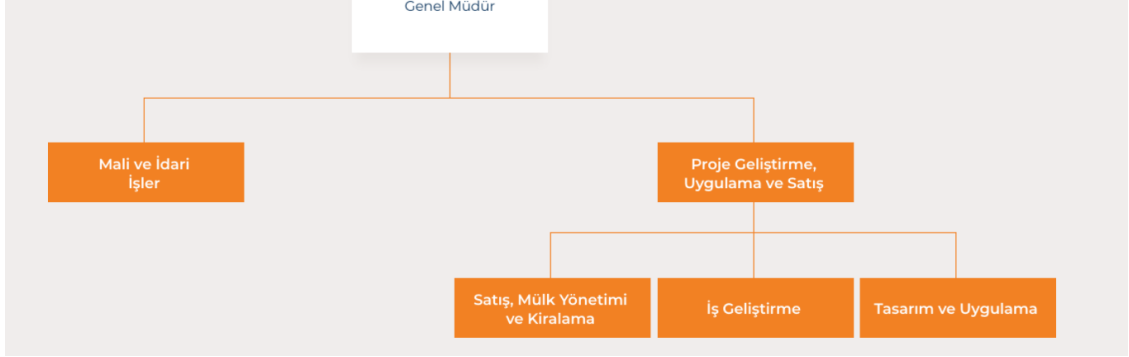 Genel Müdür
Mali ve İdari
İşler
Proje Geliştirme,
Uygulama ve Satış
Satış, Mülk Yönetimi
ve Kiralama
İş Geliştirme
Tasarım ve Uygulama